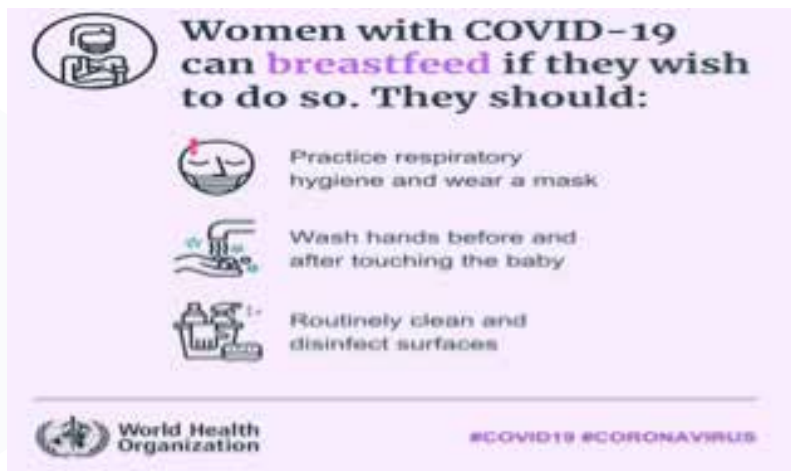 Women with COVID-19
can breastfeed if they wish
to do so. They should:
Practice respiratory
hygiene and wear a mask
Wash hands before and
after touching the baby
Routinely clean and
disinfect surfaces
World Health
Organization
#COVID19 #CORONAVIRUS